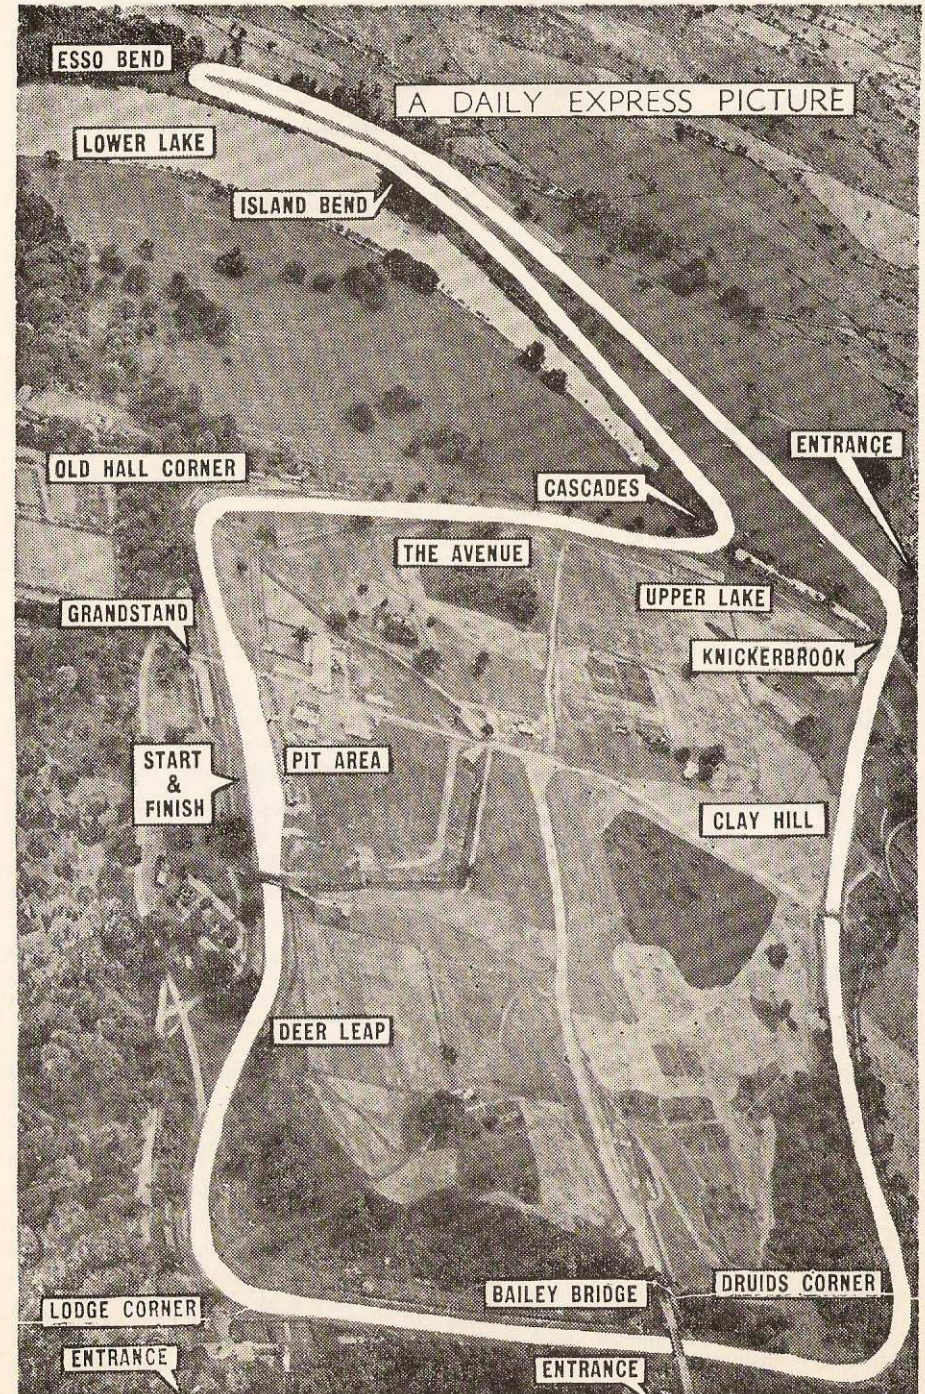 ESSO BEND
A DAILY EXPRESS PICTURE
LOWER LAKE
ISLAND BEND
ENTRANCE
OLD HALL CORNER
CASCADES
THE AVENUE
UPPER LAKE
GRANDSTAND
KNICKERBROOK
START
&
FINISH
PIT AREA
CLAY HILL
DEER LEAP
DRUIDS CORNER
BAILEY BRIDGE
LODGE CORNER
ENTRANCE
ENTRANCE